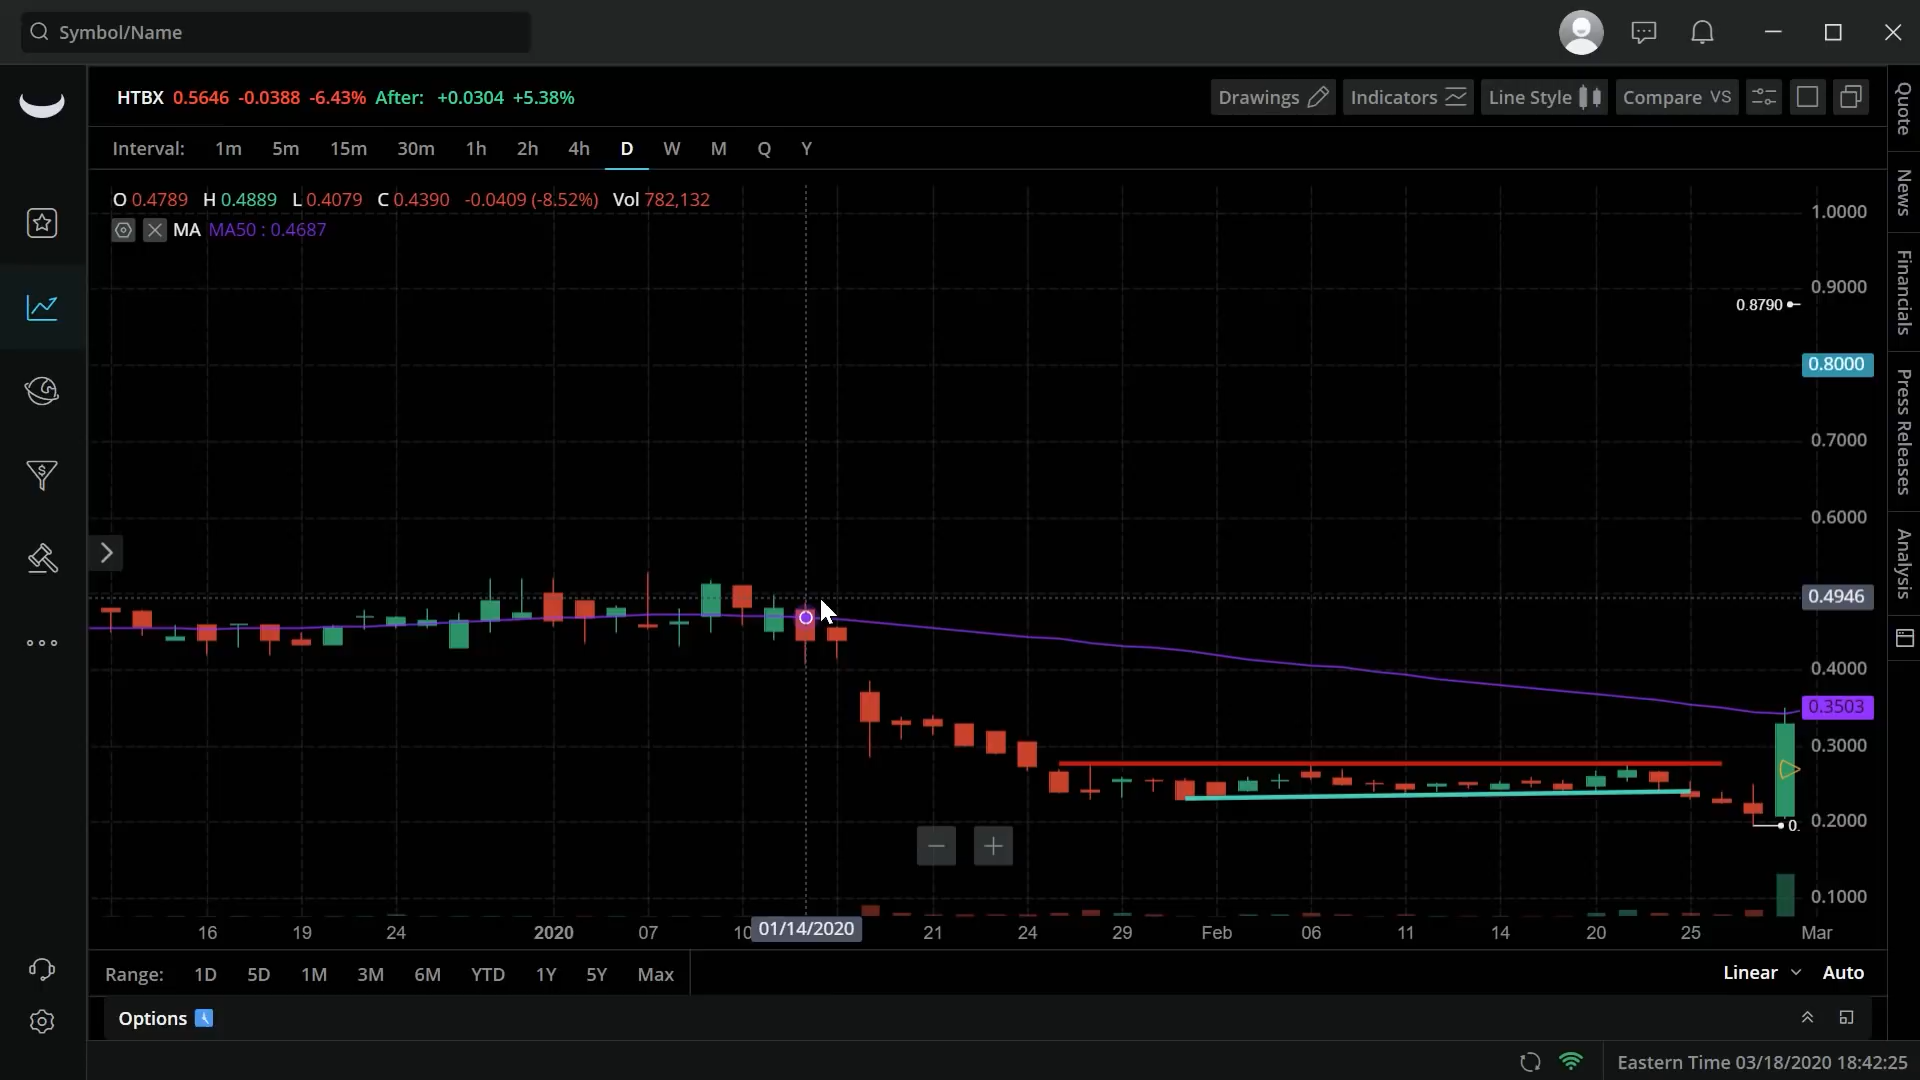 Symbol/Name
HTBX 0.5646 -0.0388 -6.43% After: +0.0304 +5.38%
Drawings Indicators Line Style Compare VS
Interval: 1m 5m 15m 30m 1h 2h 4h D W M Q Y
O 0.4789 H 0.4889 L 0.4079 C 0.4390 -0.0409 (-8.52%) Vol 782,132
MA MA50 : 0.4687
1.0000
0.9000
0.8790
0.8000
0.7000
0.6000
0.4946
0.4000
0.3503
0.3000
0.2000
0.
0.1000
16 19 24 2020 07 10 01/14/2020 21 24 29 Feb 06 11 14 20 25 Mar
Range: 1D 5D 1M 3M 6M YTD 1Y 5Y Max
Linear Auto
Options
Eastern Time 03/18/2020 18:42:25
Quote
News
Financials
Press Releases
Analysis